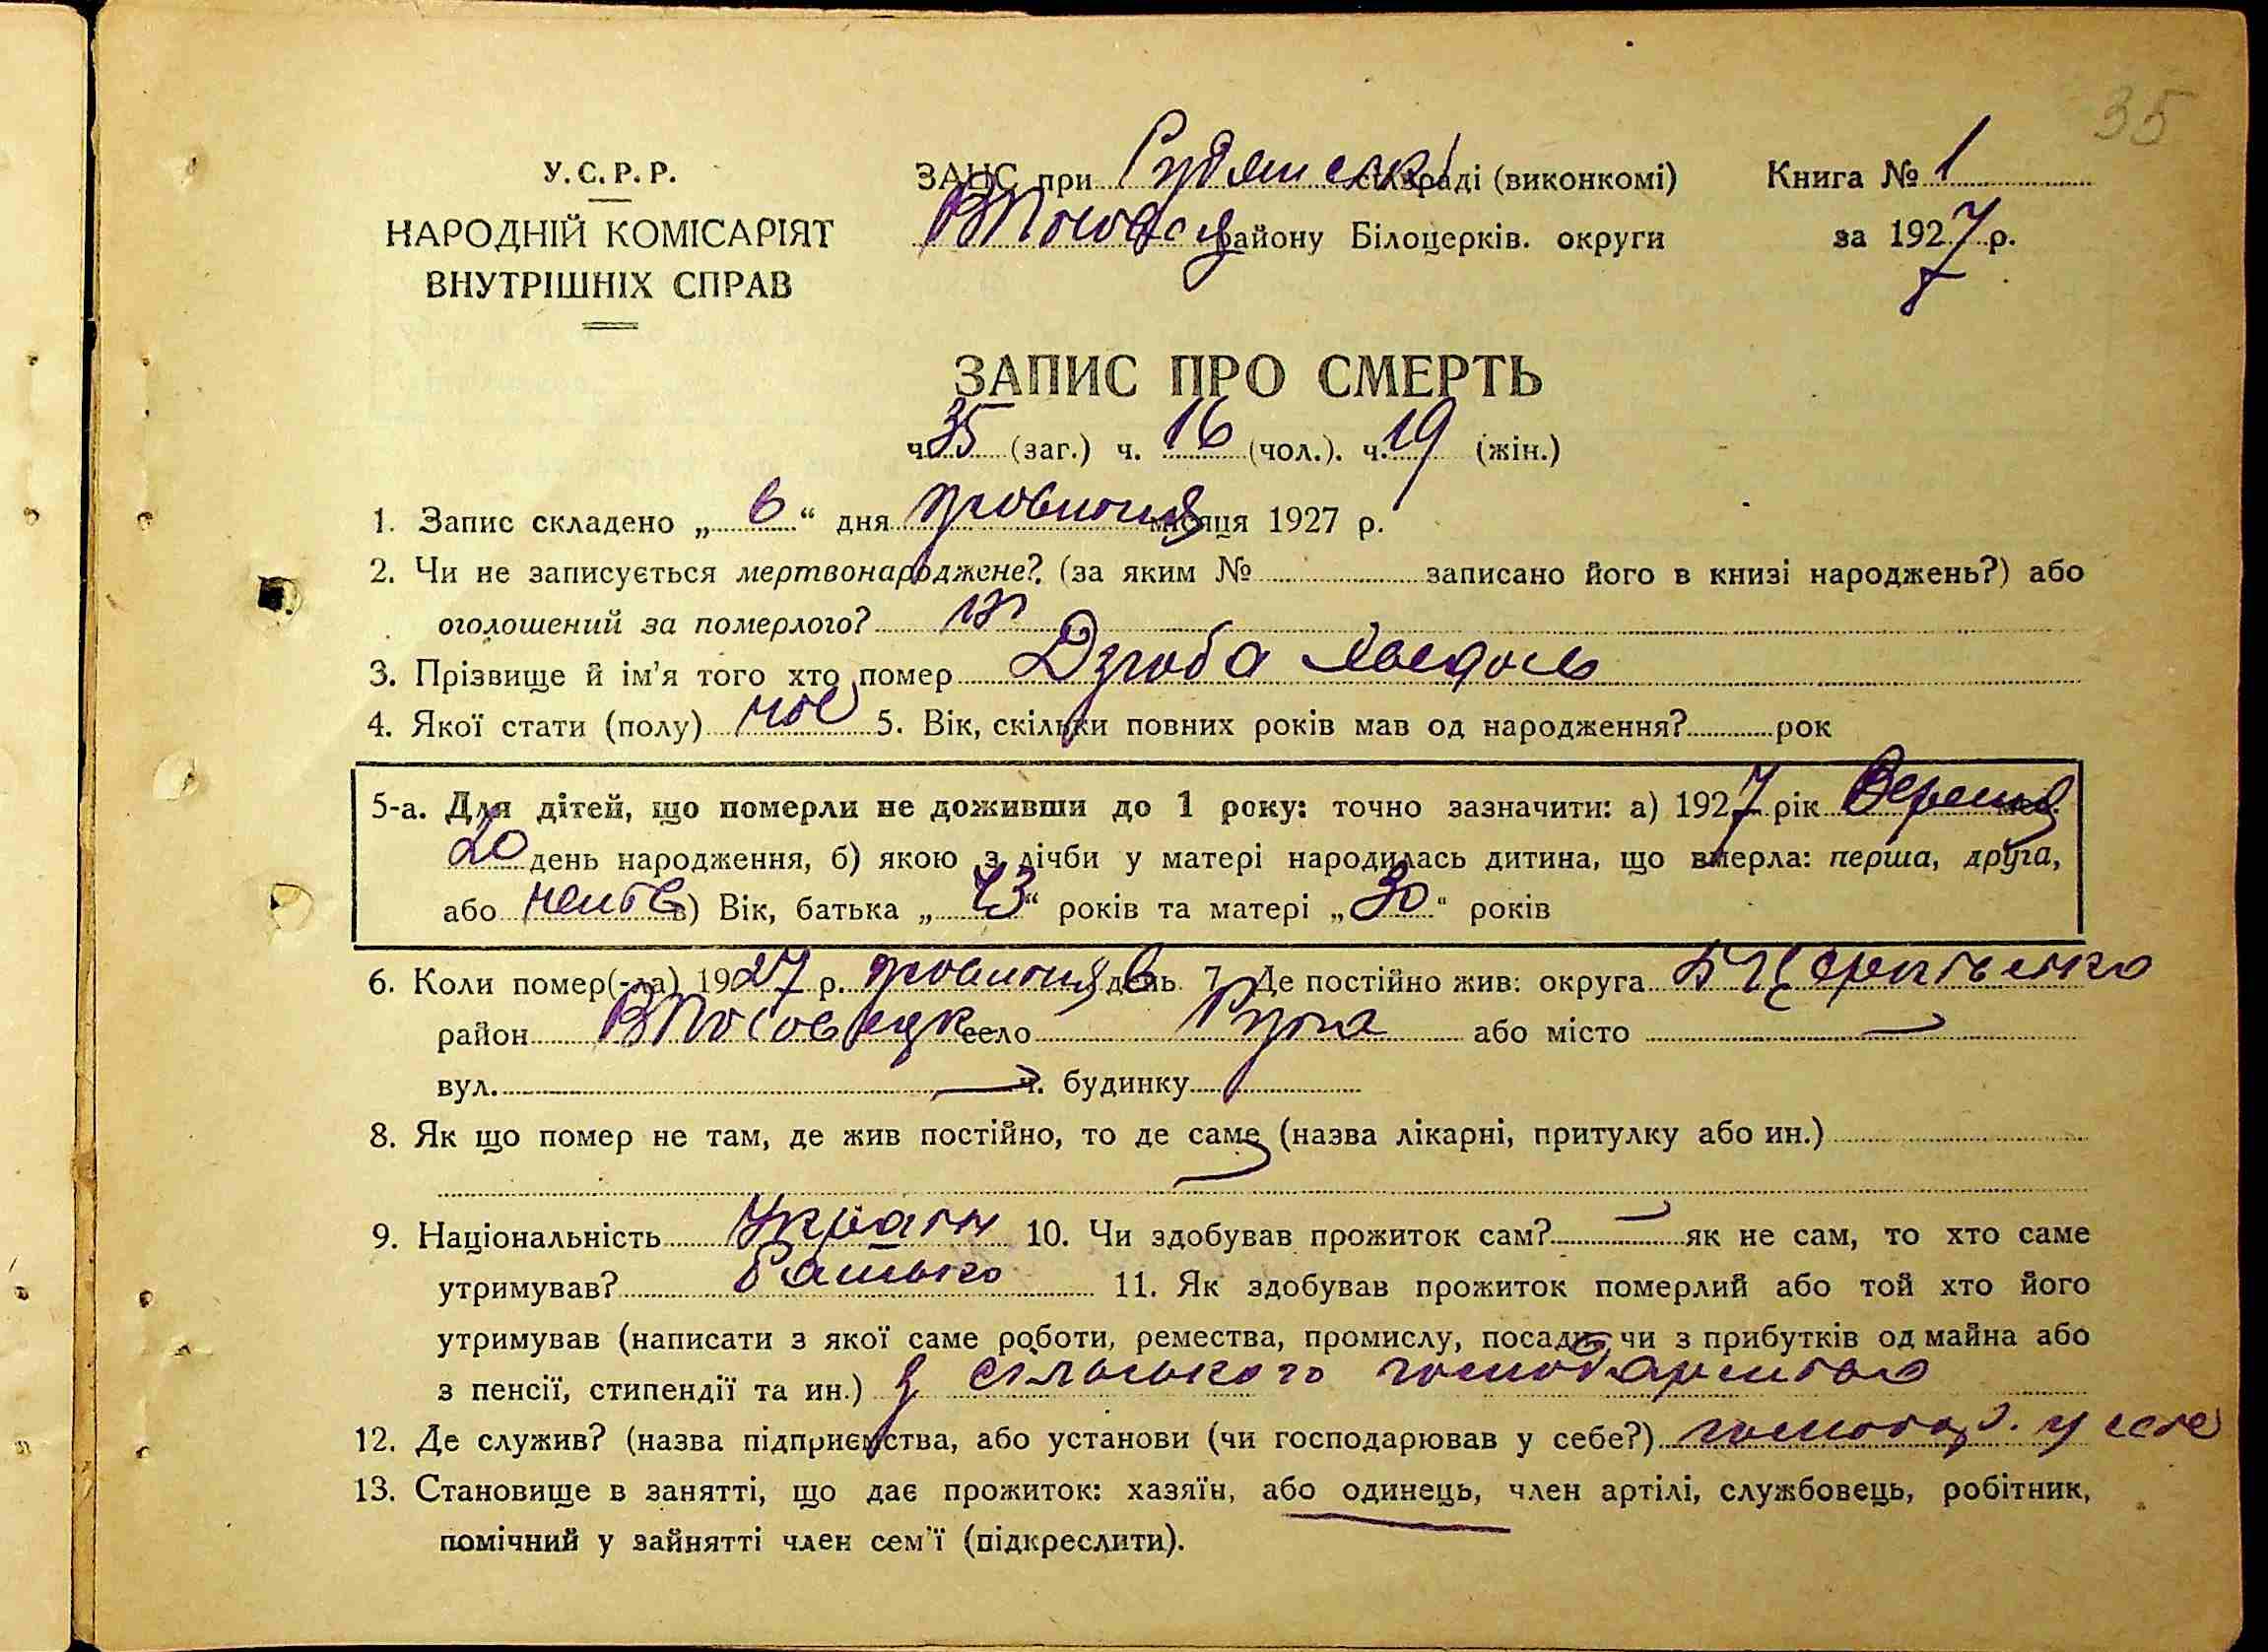 35
У.С.Р.Р.
НАРОДНІЙ КОМІСАРІЯТ
ВНУТРІШНІХ СПРАВ
ЗАЦС при сільраді (виконкомі)
району Білоцерків. округи
Книга № 1
за 1927 р.
ЗАПИС ПРО СМЕРТЬ
ч. 35 (заг.) ч. 16 (чол.). ч. 19 (жін.)
1. Запис складено „ 6 “ дня жовтня місяця 1927 р.
2. Чи не записується мертвонароджене? (за яким № записано його в книзі народжень?) або
оголошений за померлого? ні
3. Прізвище й ім'я того хто помер Дзюба
4. Якої стати (полу) чол 5. Вік, скільки повних років мав од народження? рок
5-а. Для дітей, що померли не доживши до 1 року: точно зазначити: а) 1927 рік Вересня
20 день народження, б) якою з лічби у матері народилась дитина, що вмерла: перша, друга,
або в) Вік, батька „ 43 “ років та матері „ 30 “ років
6. Коли помер(-ла) 1927 р. жовтня 6 день 7. Де постійно жив: округа БЦерківсько
район село Руда або місто
вул. ч. будинку
8. Як що помер не там, де жив постійно, то де саме (назва лікарні, притулку або ин.)
9. Національність 10. Чи здобував прожиток сам? як не сам, то хто саме
утримував? батько 11. Як здобував прожиток померлий або той хто його
утримував (написати з якої саме роботи, ремества, промислу, посади, чи з прибутків од майна або
з пенсії, стипендії та ин.) з сільського господарства
12. Де служив? (назва підприємства, або установи (чи господарював у себе?) господар. у себе
13. Становище в занятті, що дає прожиток: хазяїн, або одинець, член артілі, службовець, робітник,
помічний у зайнятті член сем'ї (підкреслити).